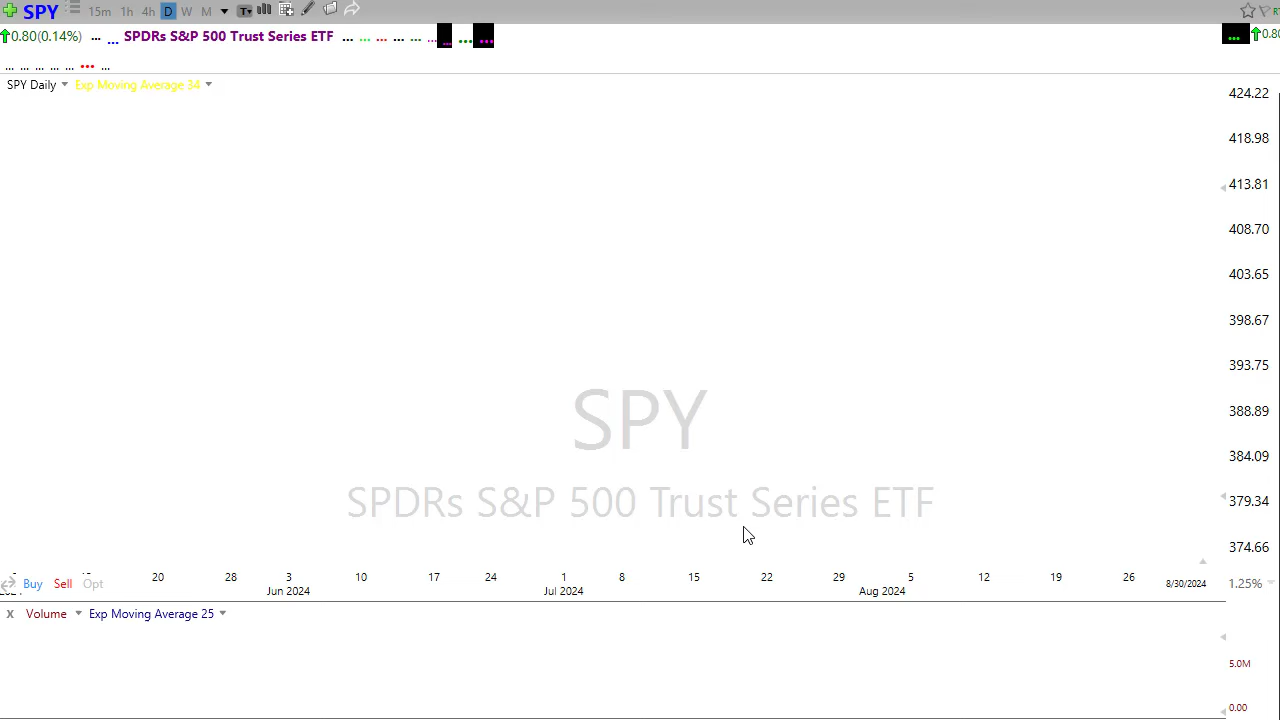 SPY 15m 1h 4h D W M T
0.80(0.14%) ... ... SPDRs S&P 500 Trust Series ETF ... ... ... ... ... ... ... ... ... ... 0.80
... ... ... ... ... ... ...
SPY Daily Exp Moving Average 34
424.22
418.98
413.81
408.70
403.65
398.67
393.75
388.89
384.09
379.34
374.66
SPY
SPDRs S&P 500 Trust Series ETF
20 28 3 10 17 24 1 8 15 22 29 5 12 19 26 8/30/2024
Buy Sell Opt 1.25%
Jun 2024 Jul 2024 Aug 2024
X Volume Exp Moving Average 25
5.0M
0.00